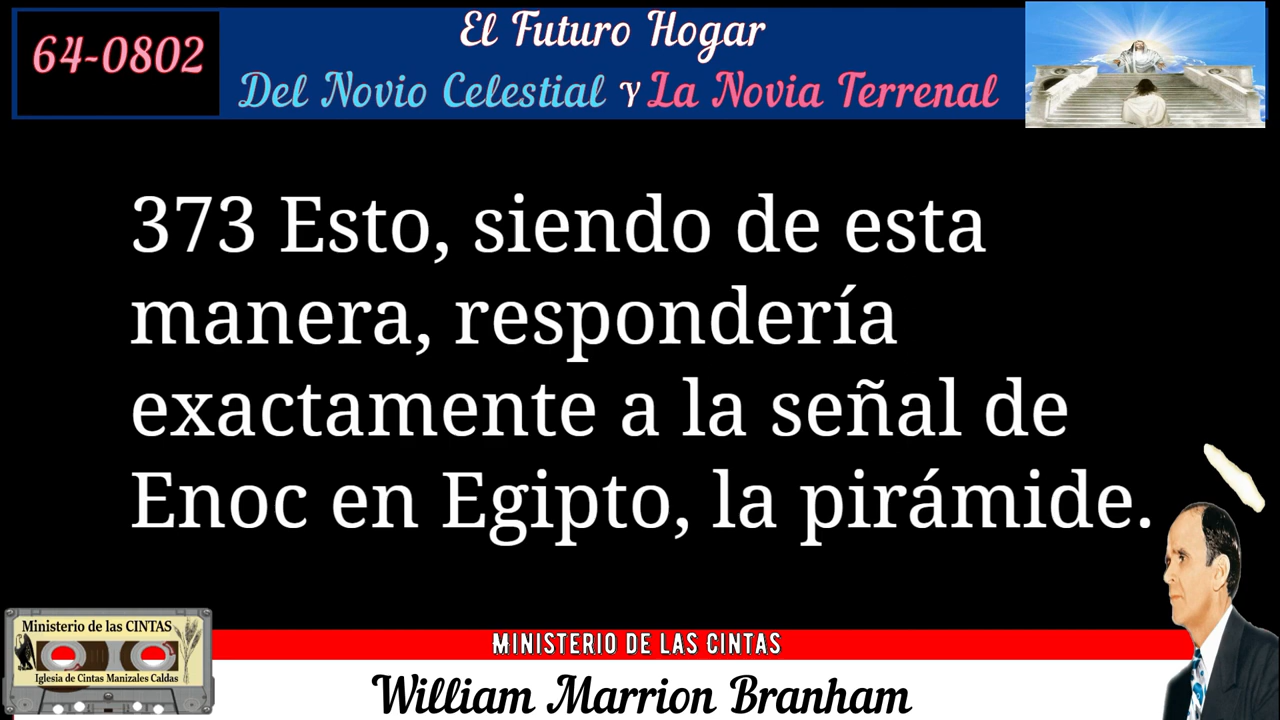 64-0802
El Futuro Hogar
Del Novio Celestial Y La Novia Terrenal
373 Esto, siendo de esta
manera, respondería
exactamente a la señal de
Enoc en Egipto, la pirámide.
Ministerio de las CINTAS
Iglesia de Cintas Manizales Caldas
MINISTERIO DE LAS CINTAS
William Marrion Branham